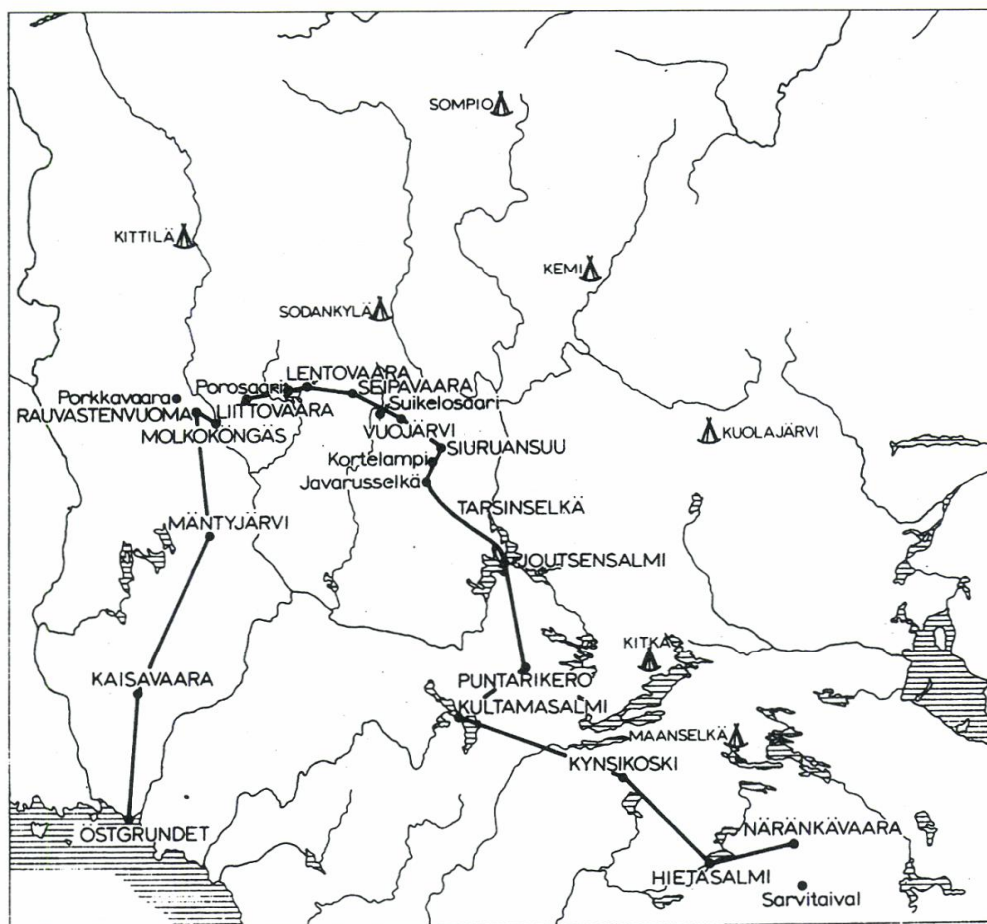 SOMPIO
KITTILÄ
KEMI
SODANKYLÄ
LENTOVAARA
Porosaari
SEIPÄVAARA
Porkkavaara
Suikelosaari
RAUVASTENVUOMA
LIITTOVAARA
VUOJÄRVI
KUOLAJÄRVI
MOLKOKÖNGÄS
SIURUANSUU
Kortelampi
Javarusselkä
TARSINSELKÄ
MÄNTYJÄRVI
JOUTSENSALMI
KITKA
KAISAVAARA
PUNTARIKERO
KULTAMASALMI
MAANSELKÄ
KYNSIKOSKI
ÖSTGRUNDET
NÄRÄNKÄVAARA
HIETASALMI
Sarvitaival